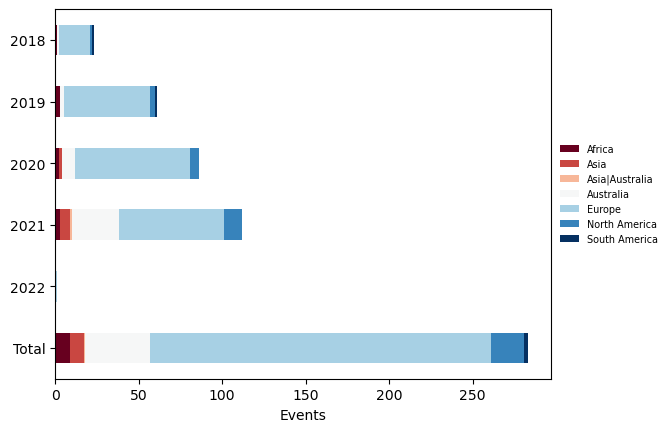 2018
2019
2020
2021
2022
Total
0 50 100 150 200 250
Events
Africa
Asia
Asia|Australia
Australia
Europe
North America
South America